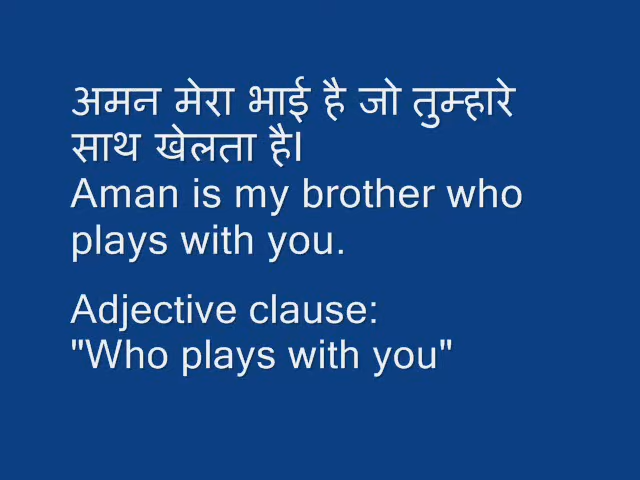 अमन मेरा भाई है जो तुम्हारे
साथ खेलता है।
Aman is my brother who
plays with you.
Adjective clause:
"Who plays with you"